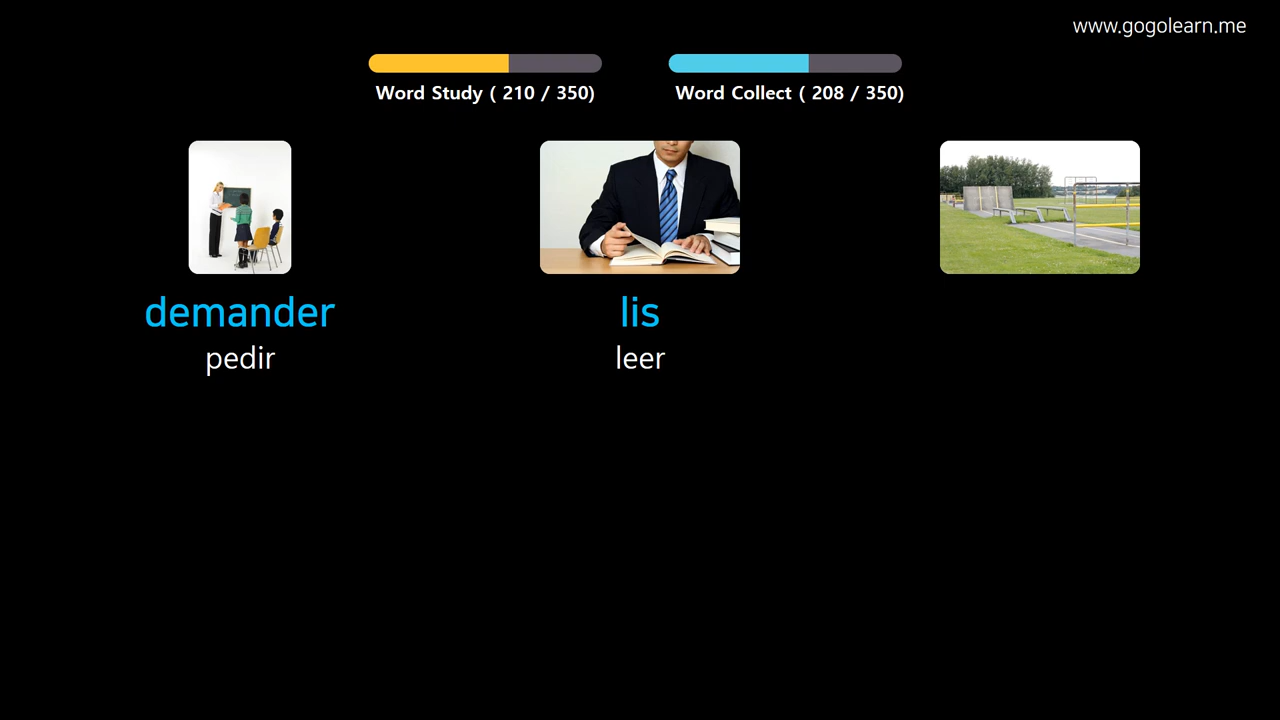 www.gogolearn.me
Word Study ( 210 / 350)
Word Collect ( 208 / 350)
demander
lis
pedir
leer